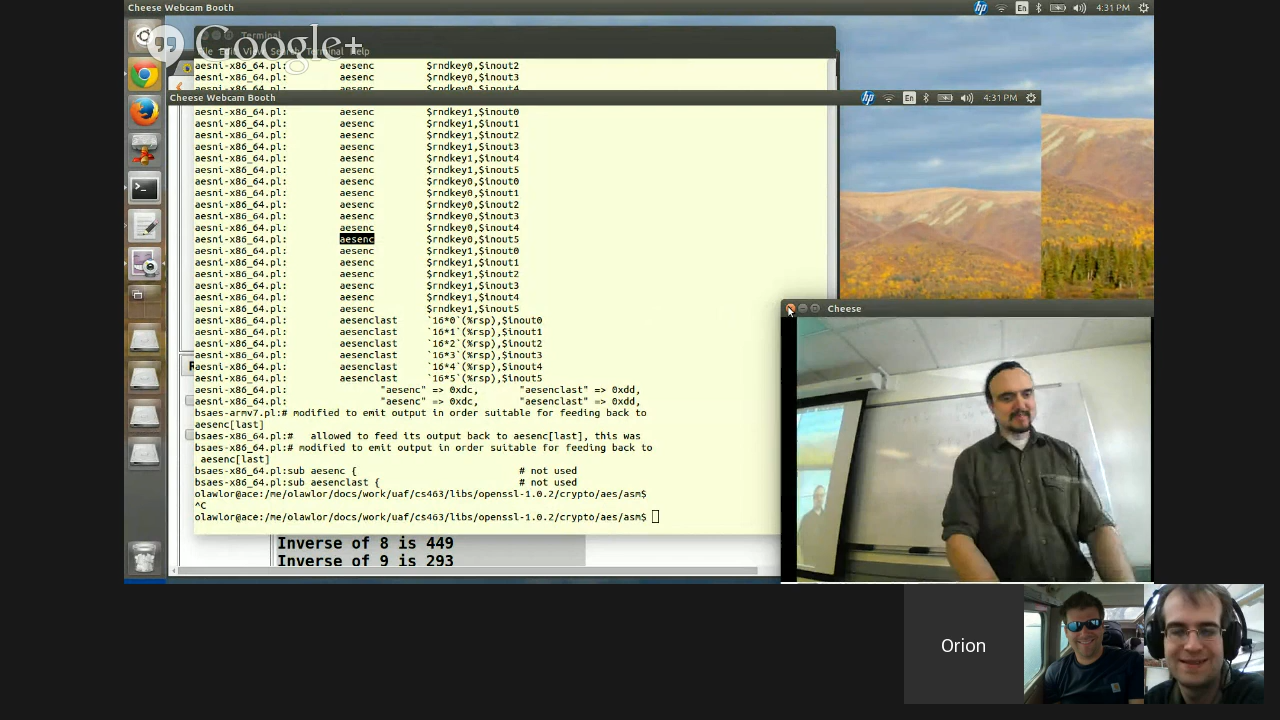 Cheese Webcam Booth
En
4:31 PM
Google+
Terminal
File Edit View Search Terminal Help
aesni-x86_64.pl: aesenc $rndkey0,$inout2
aesni-x86_64.pl: aesenc $rndkey0,$inout3
aesni-x86_64.pl: aesenc $rndkey0,$inout4
Cheese Webcam Booth
En
4:31 PM
aesni-x86_64.pl: aesenc $rndkey1,$inout0
aesni-x86_64.pl: aesenc $rndkey1,$inout1
aesni-x86_64.pl: aesenc $rndkey1,$inout2
aesni-x86_64.pl: aesenc $rndkey1,$inout3
aesni-x86_64.pl: aesenc $rndkey1,$inout4
aesni-x86_64.pl: aesenc $rndkey1,$inout5
aesni-x86_64.pl: aesenc $rndkey0,$inout0
aesni-x86_64.pl: aesenc $rndkey0,$inout1
aesni-x86_64.pl: aesenc $rndkey0,$inout2
aesni-x86_64.pl: aesenc $rndkey0,$inout3
aesni-x86_64.pl: aesenc $rndkey0,$inout4
aesni-x86_64.pl: aesenc $rndkey0,$inout5
aesni-x86_64.pl: aesenc $rndkey1,$inout0
aesni-x86_64.pl: aesenc $rndkey1,$inout1
aesni-x86_64.pl: aesenc $rndkey1,$inout2
aesni-x86_64.pl: aesenc $rndkey1,$inout3
aesni-x86_64.pl: aesenc $rndkey1,$inout4
aesni-x86_64.pl: aesenc $rndkey1,$inout5
aesni-x86_64.pl: aesenclast `16*0`(%rsp),$inout0
aesni-x86_64.pl: aesenclast `16*1`(%rsp),$inout1
aesni-x86_64.pl: aesenclast `16*2`(%rsp),$inout2
aesni-x86_64.pl: aesenclast `16*3`(%rsp),$inout3
aesni-x86_64.pl: aesenclast `16*4`(%rsp),$inout4
aesni-x86_64.pl: aesenclast `16*5`(%rsp),$inout5
aesni-x86_64.pl: "aesenc" => 0xdc, "aesenclast" => 0xdd,
aesni-x86_64.pl: "aesenc" => 0xdc, "aesenclast" => 0xdd,
bsaes-armv7.pl:# modified to emit output in order suitable for feeding back to
aesenc[last]
bsaes-x86_64.pl:# allowed to feed its output back to aesenc[last], this was
bsaes-x86_64.pl:# modified to emit output in order suitable for feeding back to
aesenc[last]
bsaes-x86_64.pl:sub aesenc { # not used
bsaes-x86_64.pl:sub aesenclast { # not used
olawlor@ace:/me/olawlor/docs/work/uaf/cs463/libs/openssl-1.0.2/crypto/aes/asm$
^C
olawlor@ace:/me/olawlor/docs/work/uaf/cs463/libs/openssl-1.0.2/crypto/aes/asm$
Inverse of 8 is 449
Inverse of 9 is 293
Cheese
Orion